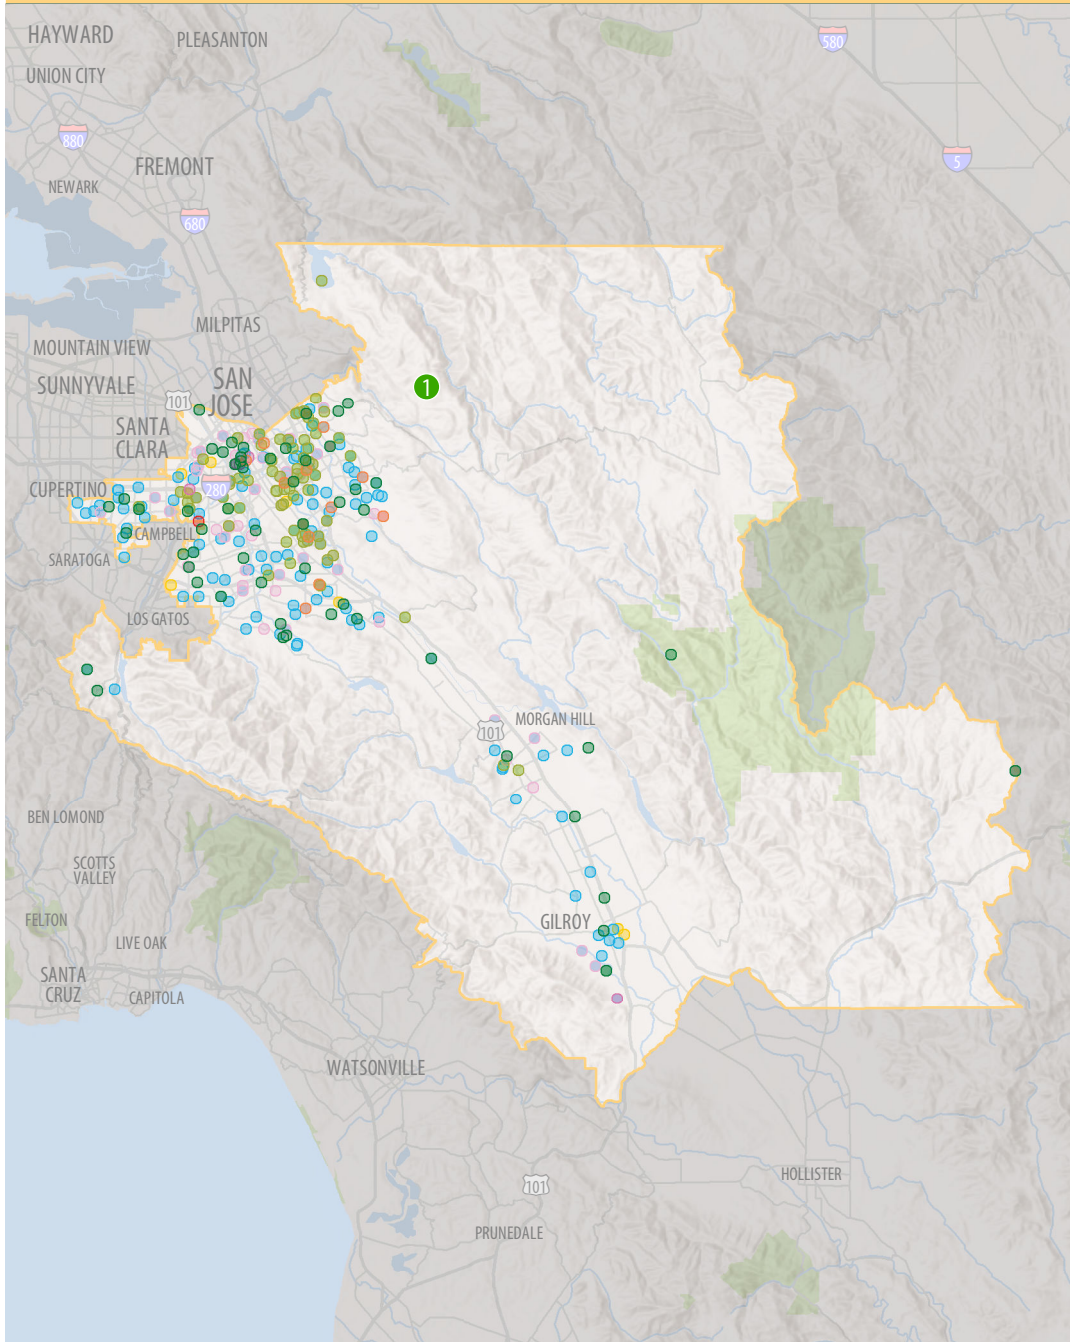 HAYWARD
PLEASANTON
580
UNION CITY
880
5
FREMONT
NEWARK
680
MILPITAS
MOUNTAIN VIEW
SUNNYVALE
SAN
JOSE
1
101
SANTA
CLARA
CUPERTINO
280
CAMPBELL
SARATOGA
LOS GATOS
MORGAN HILL
101
BEN LOMOND
SCOTTS
VALLEY
FELTON
GILROY
LIVE OAK
SANTA
CRUZ
CAPITOLA
WATSONVILLE
HOLLISTER
101
PRUNEDALE